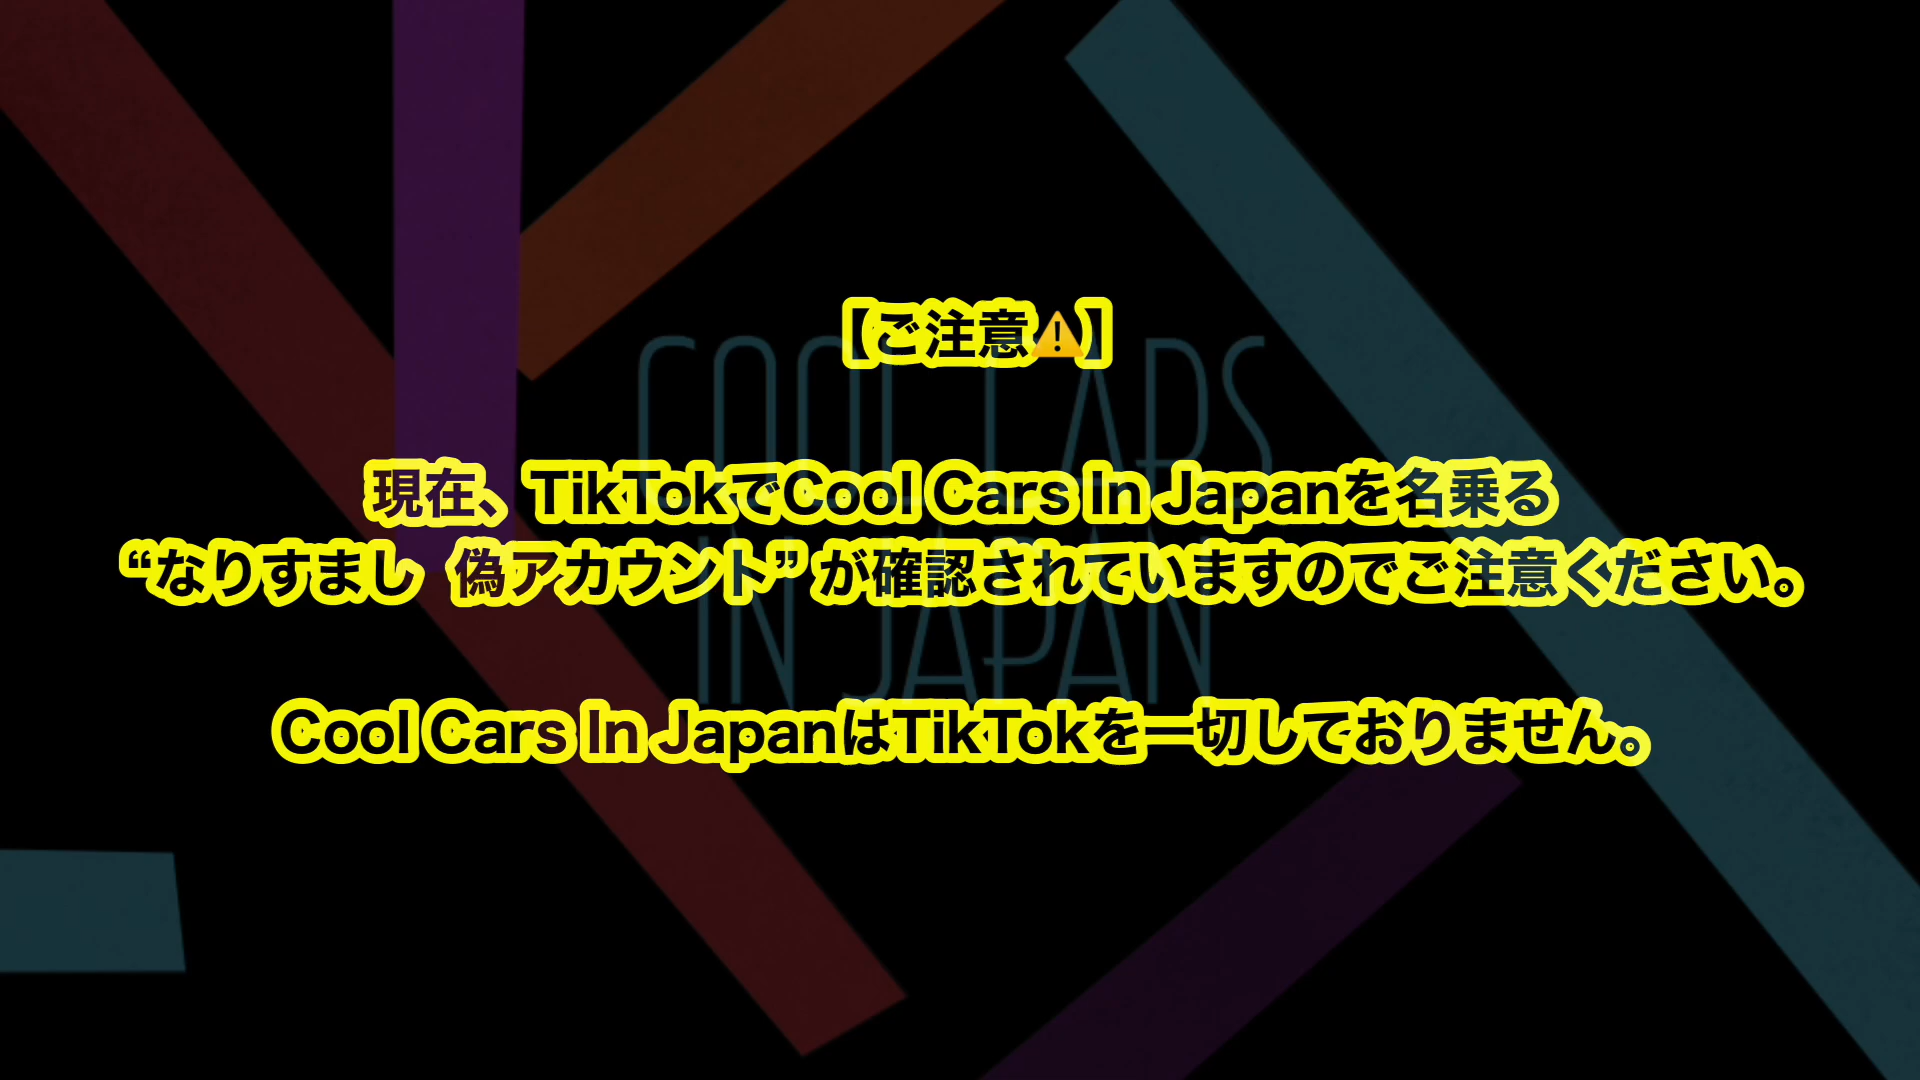 【ご注意⚠️】
現在、TikTokでCool Cars In Japanを名乗る
“なりすまし 偽アカウント” が確認されていますのでご注意ください。
Cool Cars In JapanはTikTokを一切しておりません。
COOL CARS
IN JAPAN